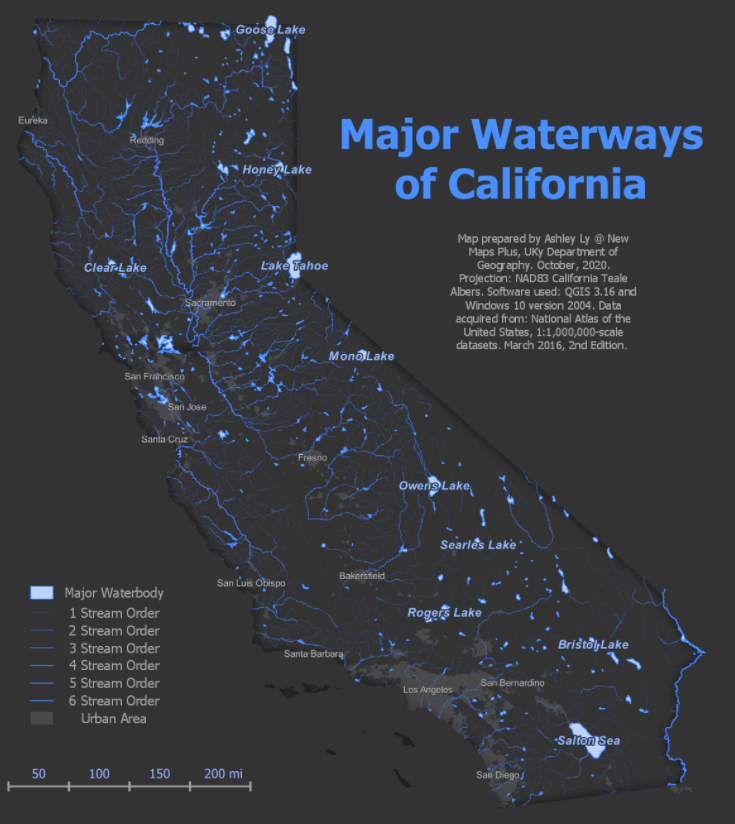 Goose Lake
Major Waterways
of California
Eureka
Redding
Honey Lake
Map prepared by Ashley Ly @ New
Maps Plus, UKy Department of
Geography. October, 2020.
Projection: NAD83 California Teale
Albers. Software used: QGIS 3.16 and
Windows 10 version 2004. Data
acquired from: National Atlas of the
United States, 1:1,000,000-scale
datasets. March 2016, 2nd Edition.
Clear Lake
Lake Tahoe
Sacramento
Mono Lake
San Francisco
San Jose
Santa Cruz
Fresno
Owens Lake
Searles Lake
Bakersfield
San Luis Obispo
Rogers Lake
Bristol Lake
Santa Barbara
San Bernardino
Los Angeles
Salton Sea
San Diego
Major Waterbody
1 Stream Order
2 Stream Order
3 Stream Order
4 Stream Order
5 Stream Order
6 Stream Order
Urban Area
50 100 150 200 mi